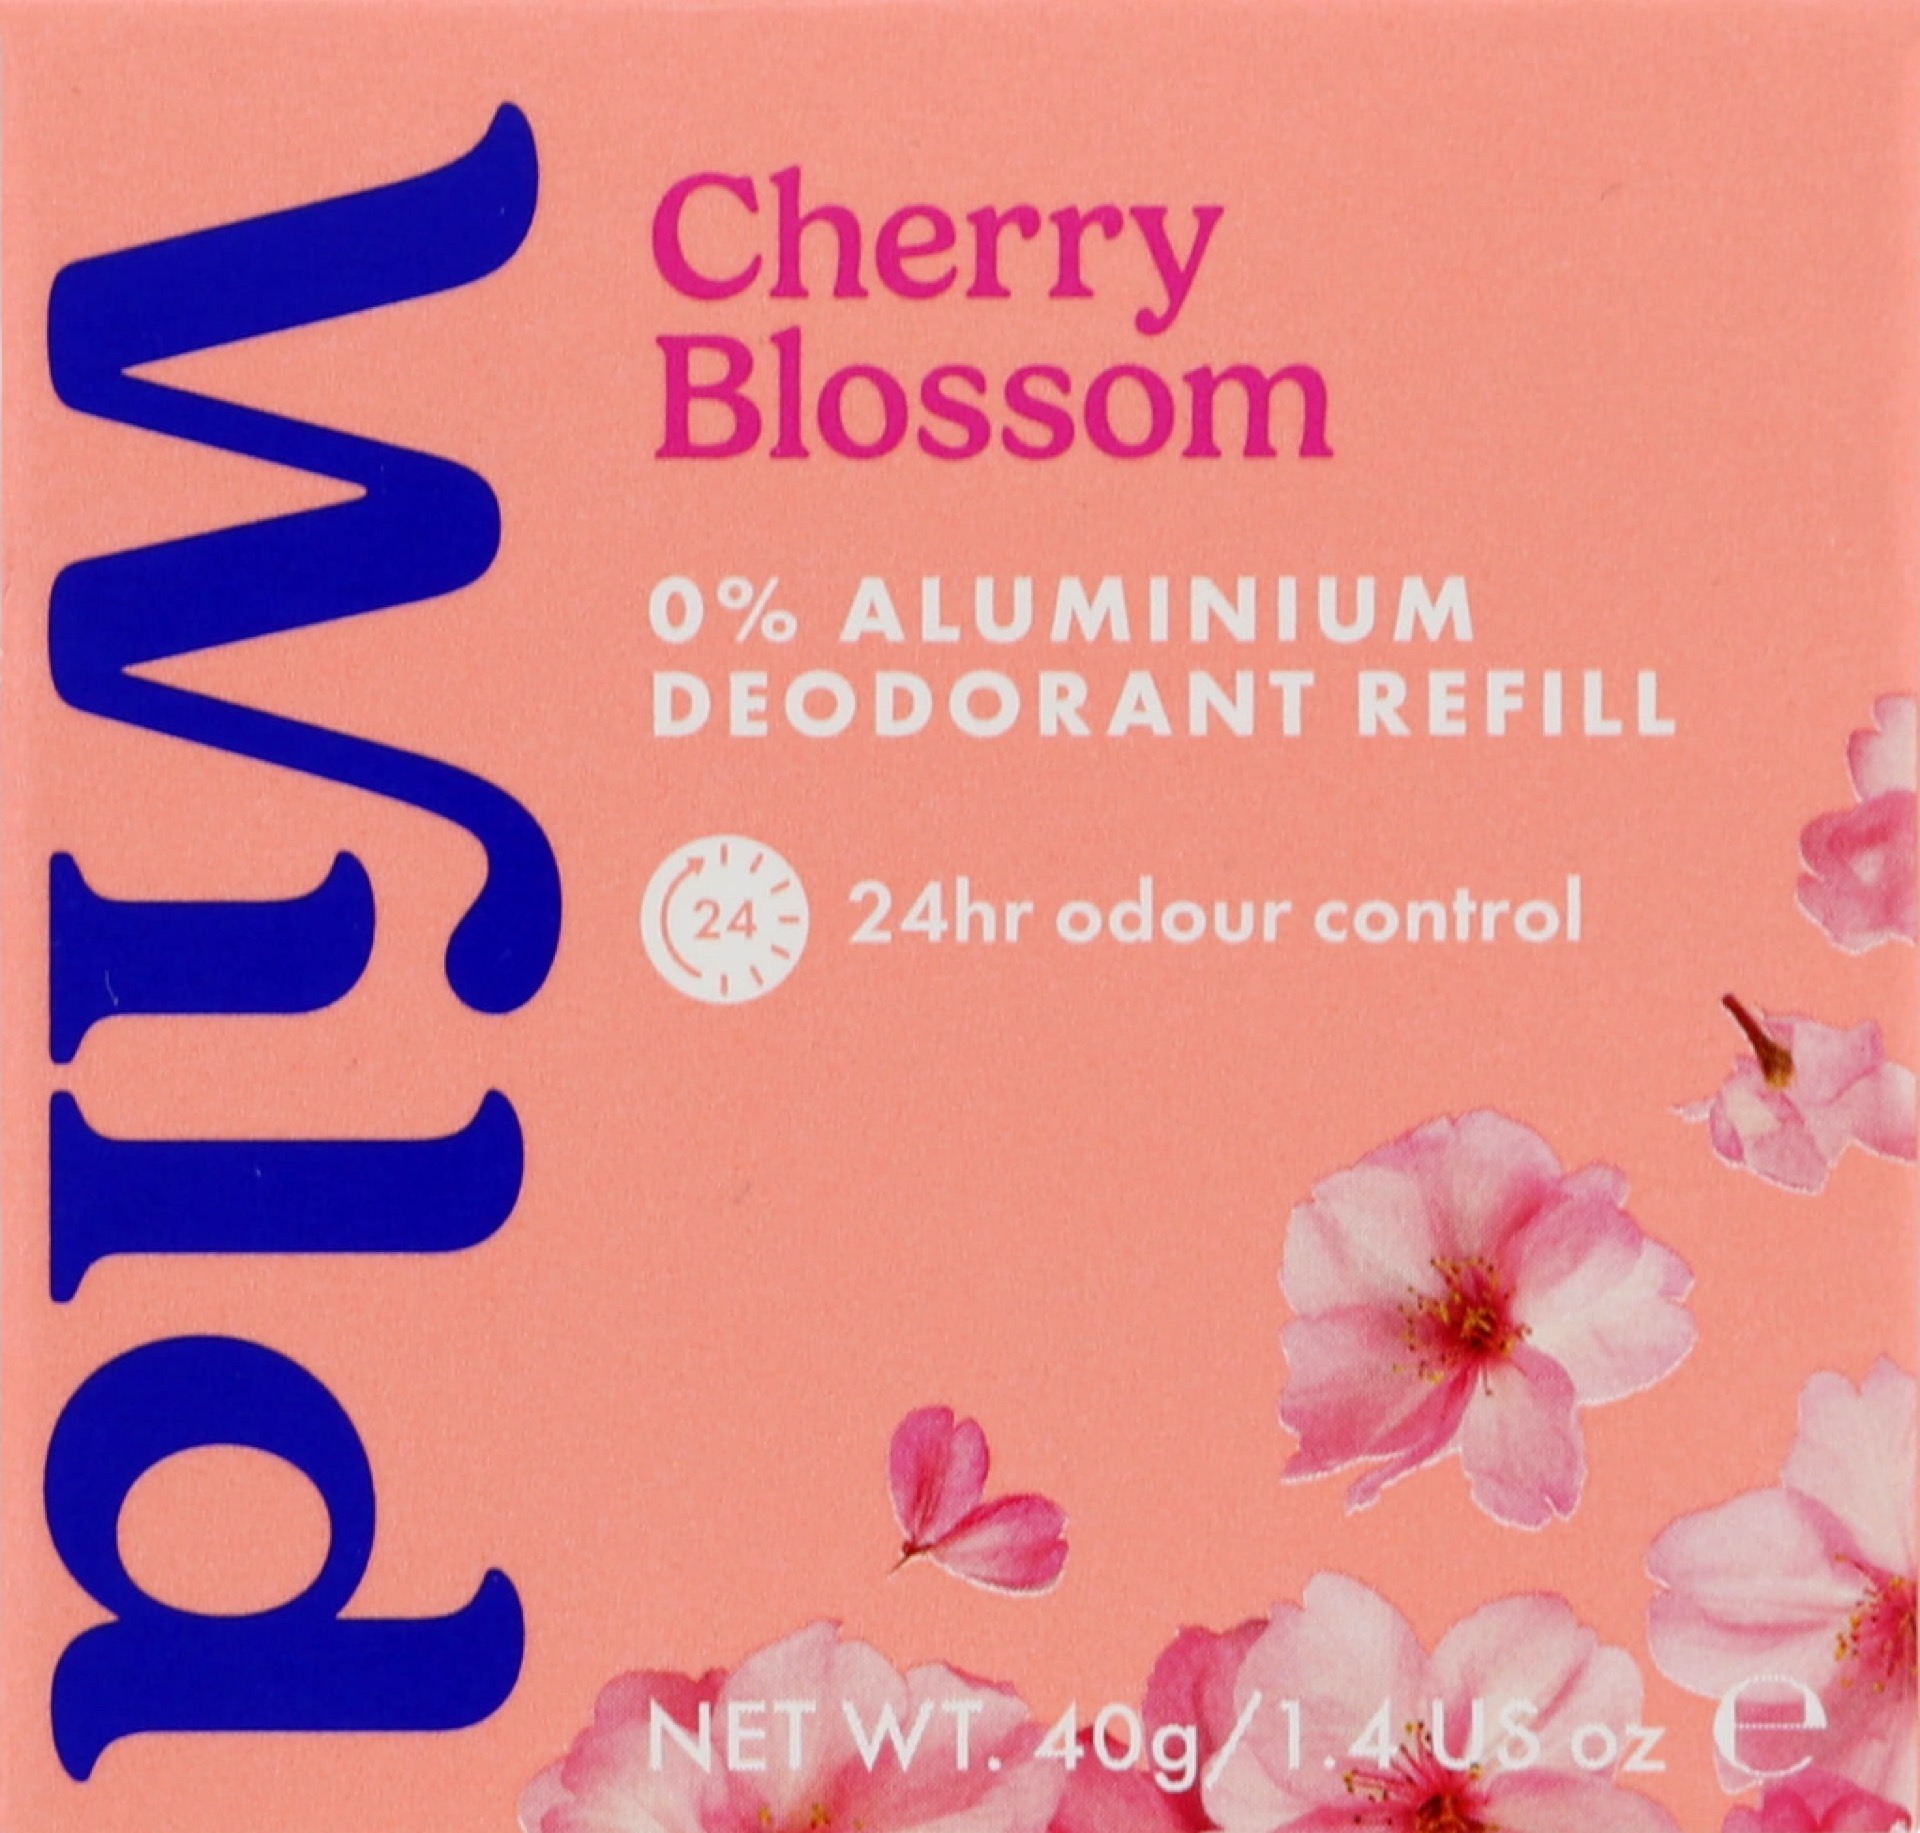 Wild
Cherry
Blossom
0% ALUMINIUM
DEODORANT REFILL
24 24hr odour control
NET WT. 40g/1.4 US oz ℮